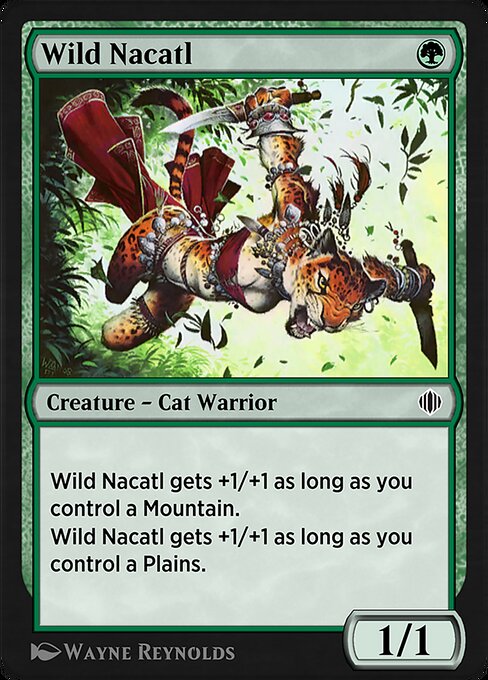 Wild Nacatl
Creature – Cat Warrior
Wild Nacatl gets +1/+1 as long as you
control a Mountain.
Wild Nacatl gets +1/+1 as long as you
control a Plains.
1/1
Wayne Reynolds